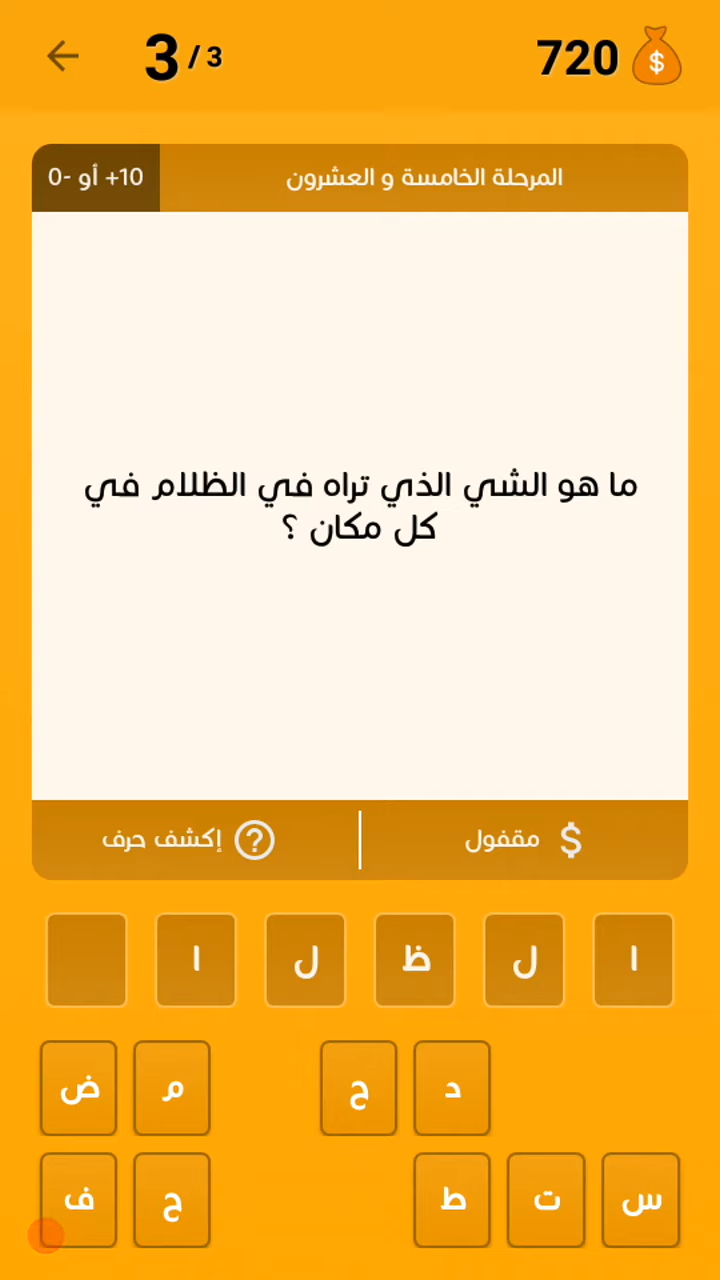 3 / 3
720
المرحلة الخامسة و العشرون
+10 أو -0
ما هو الشي الذي تراه في الظلام في
كل مكان ؟
$ مقفول
? إكشف حرف
ا ل ظ ل ا
د ج م ض
س ت ط ح ف